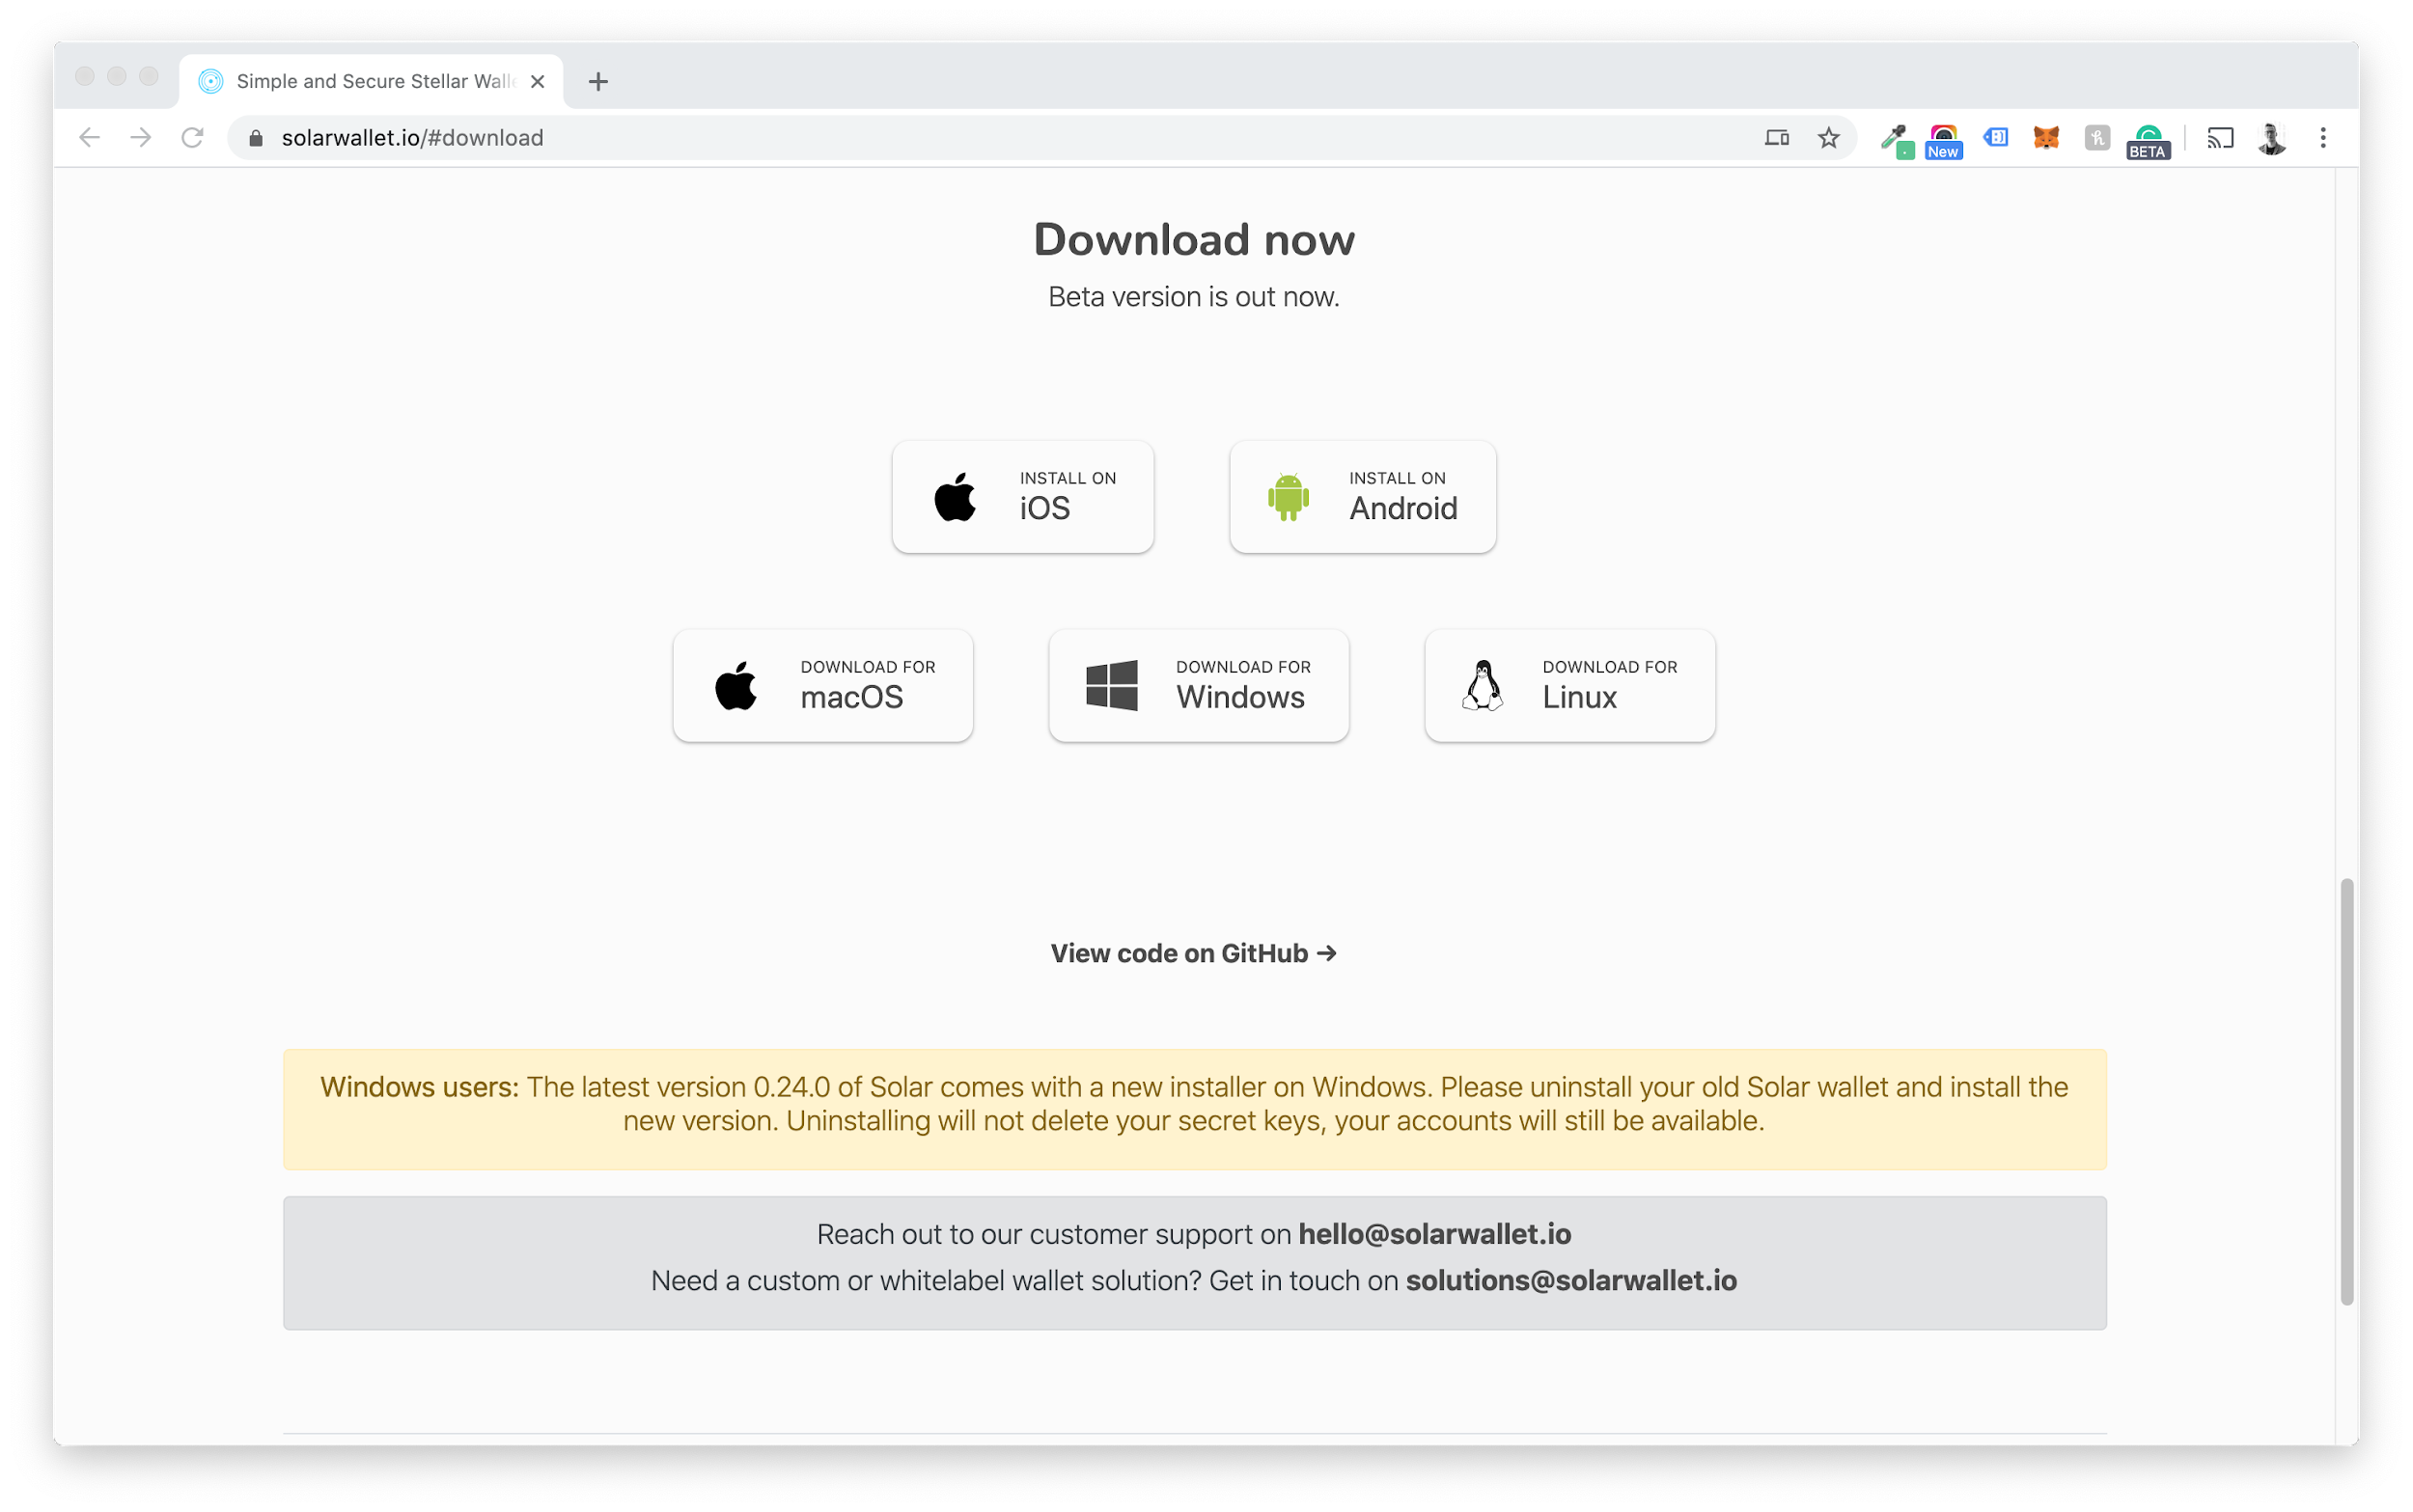 Simple and Secure Stellar Walle
solarwallet.io/#download
New
BETA
Download now
Beta version is out now.
INSTALL ON
iOS
INSTALL ON
Android
DOWNLOAD FOR
macOS
DOWNLOAD FOR
Windows
DOWNLOAD FOR
Linux
View code on GitHub →
Windows users: The latest version 0.24.0 of Solar comes with a new installer on Windows. Please uninstall your old Solar wallet and install the
new version. Uninstalling will not delete your secret keys, your accounts will still be available.
Reach out to our customer support on hello@solarwallet.io
Need a custom or whitelabel wallet solution? Get in touch on solutions@solarwallet.io